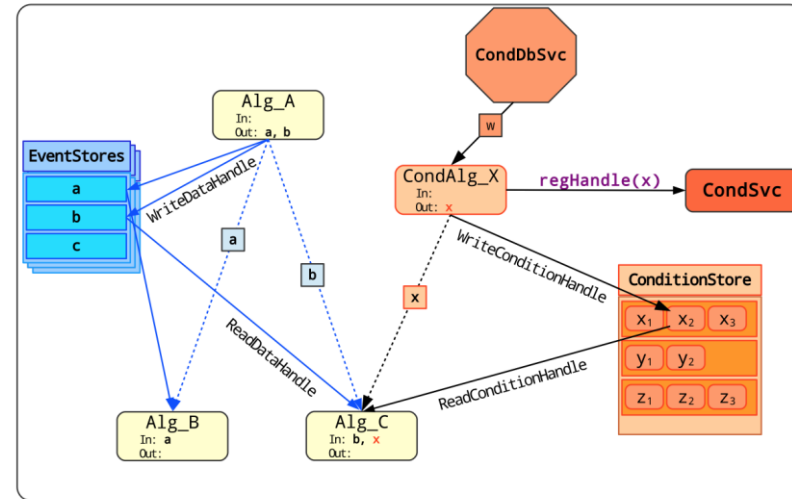 CondDbSvc
Alg_A
In:
Out: a, b
w
EventStores
a
b
c
WriteDataHandle
CondAlg_X
In:
Out: x
regHandle(x)
CondSvc
a
b
x
WriteConditionHandle
ConditionStore
x₁ x₂ x₃
y₁ y₂
z₁ z₂ z₃
ReadDataHandle
ReadConditionHandle
Alg_B
In: a
Out:
Alg_C
In: b, x
Out: